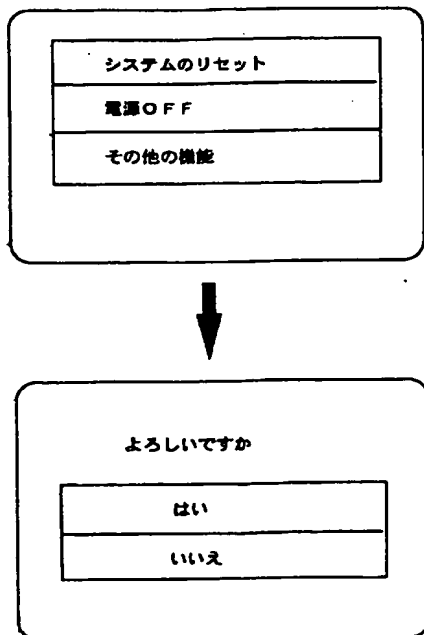 システムのリセット
電源OFF
その他の機能
よろしいですか
はい
いいえ